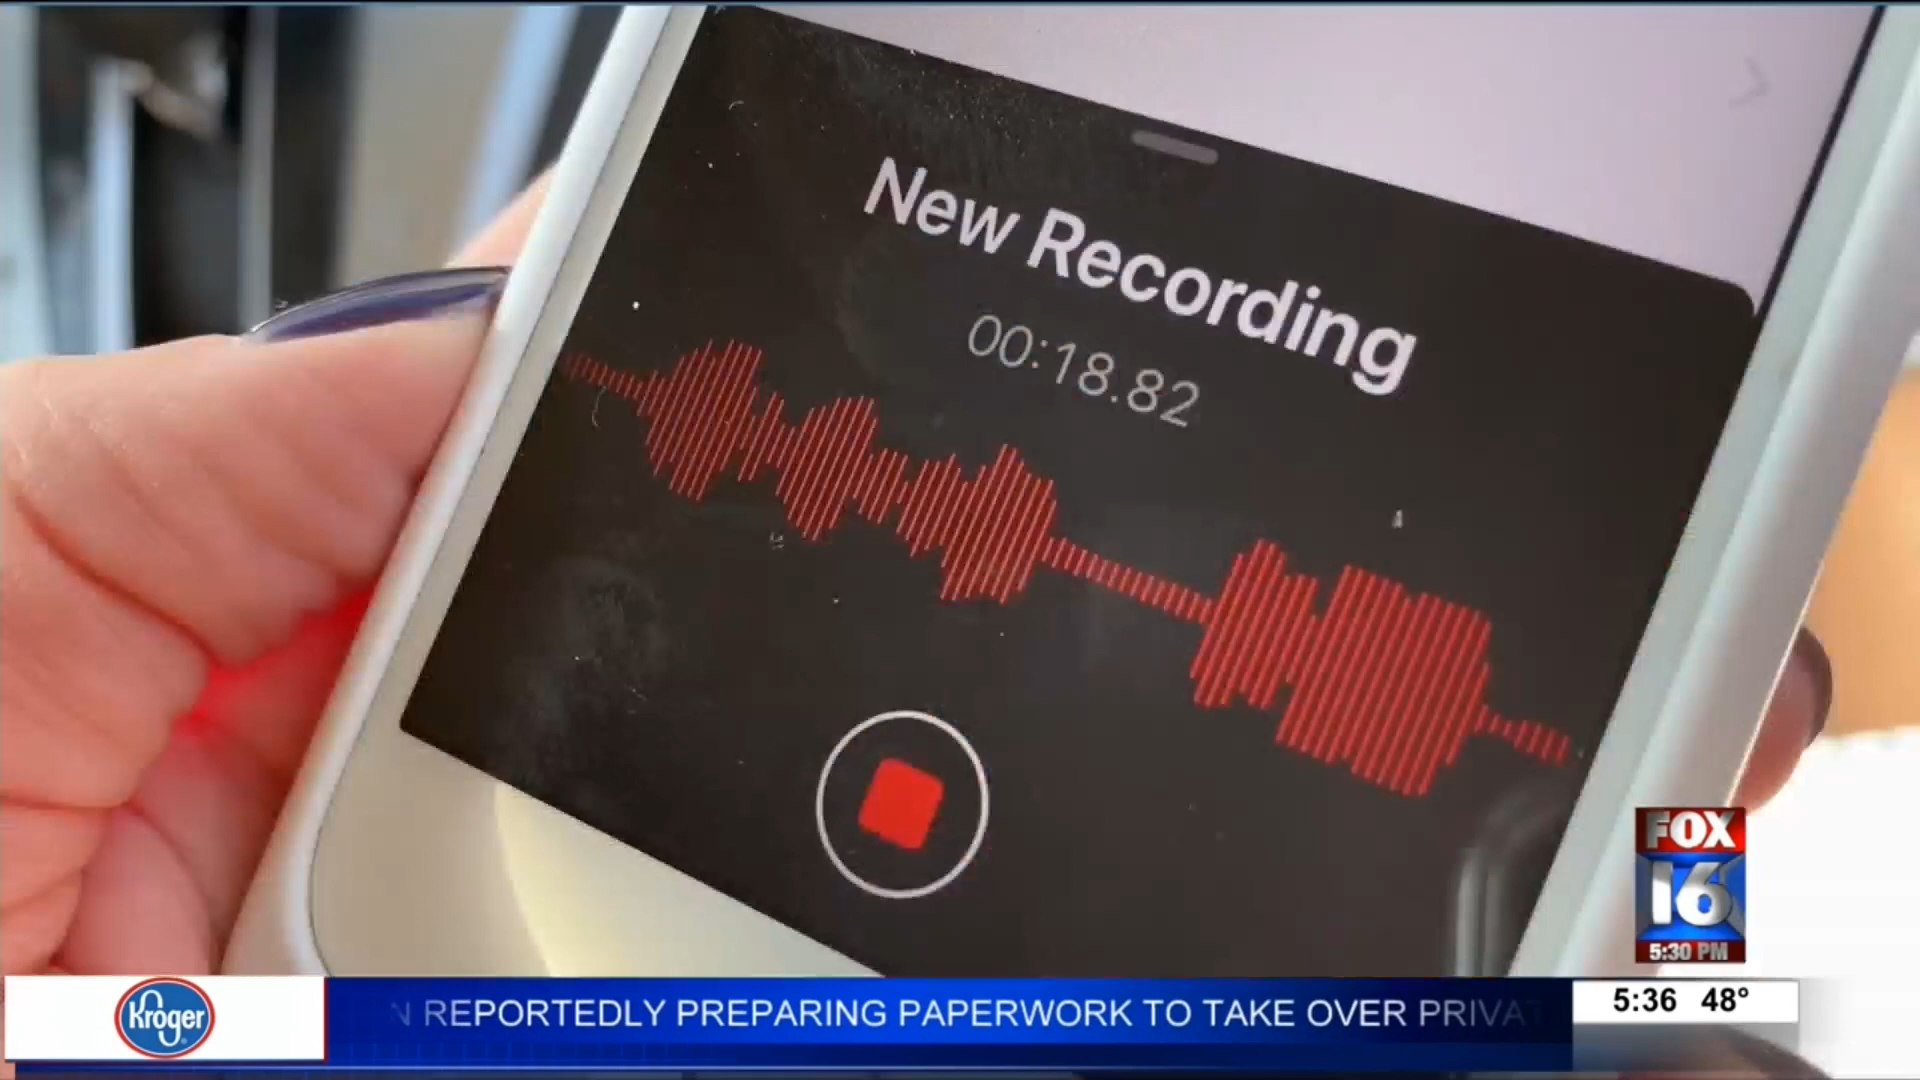 New Recording
00:18.82
FOX
16
5:30 PM
Kroger
N REPORTEDLY PREPARING PAPERWORK TO TAKE OVER PRIVAT
5:36 48°